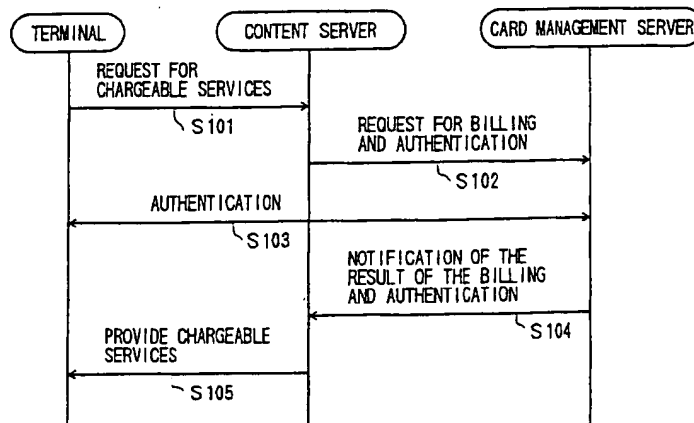 TERMINAL
CONTENT SERVER
CARD MANAGEMENT SERVER
REQUEST FOR
CHARGEABLE SERVICES
S101
REQUEST FOR BILLING
AND AUTHENTICATION
S102
AUTHENTICATION
S103
NOTIFICATION OF THE
RESULT OF THE BILLING
AND AUTHENTICATION
S104
PROVIDE CHARGEABLE
SERVICES
S105